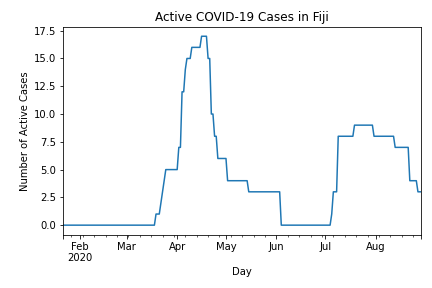 Active COVID-19 Cases in Fiji
Number of Active Cases
17.5
15.0
12.5
10.0
7.5
5.0
2.5
0.0
Feb Mar Apr May Jun Jul Aug
2020
Day